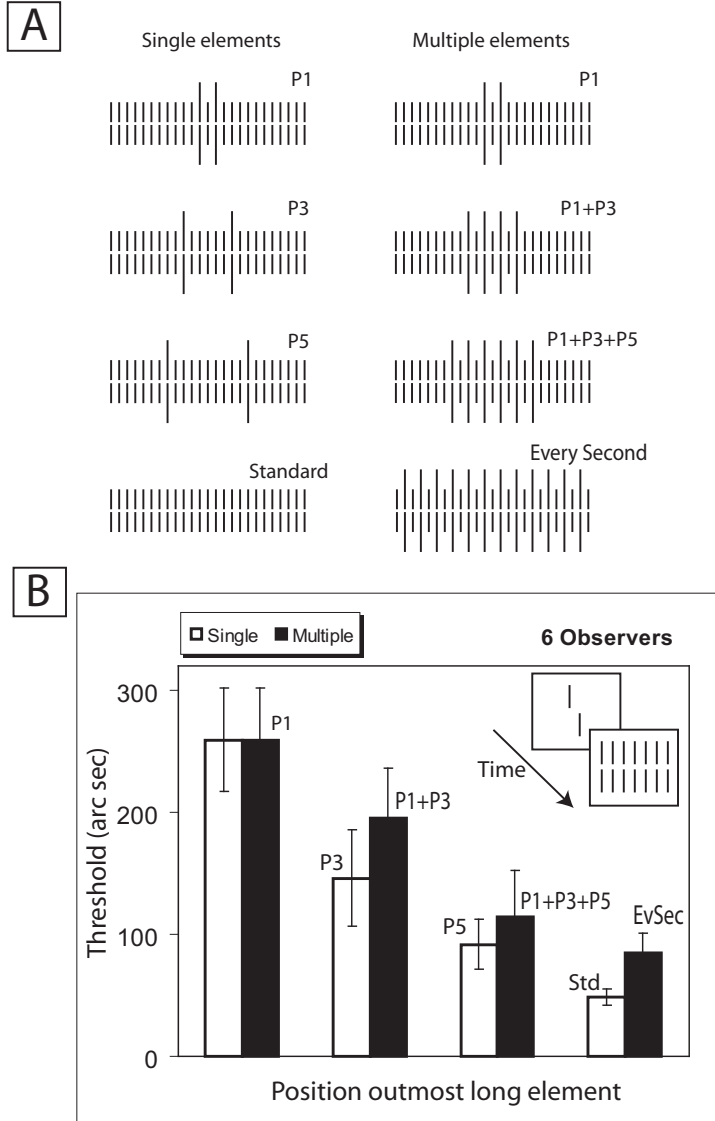 A
Single elements Multiple elements
P1 P1
P3 P1+P3
P5 P1+P3+P5
Standard Every Second
B
Single Multiple 6 Observers
300
200
100
0
Threshold (arc sec)
Time
P1
P3 P1+P3
P5 P1+P3+P5
Std EvSec
Position outmost long element